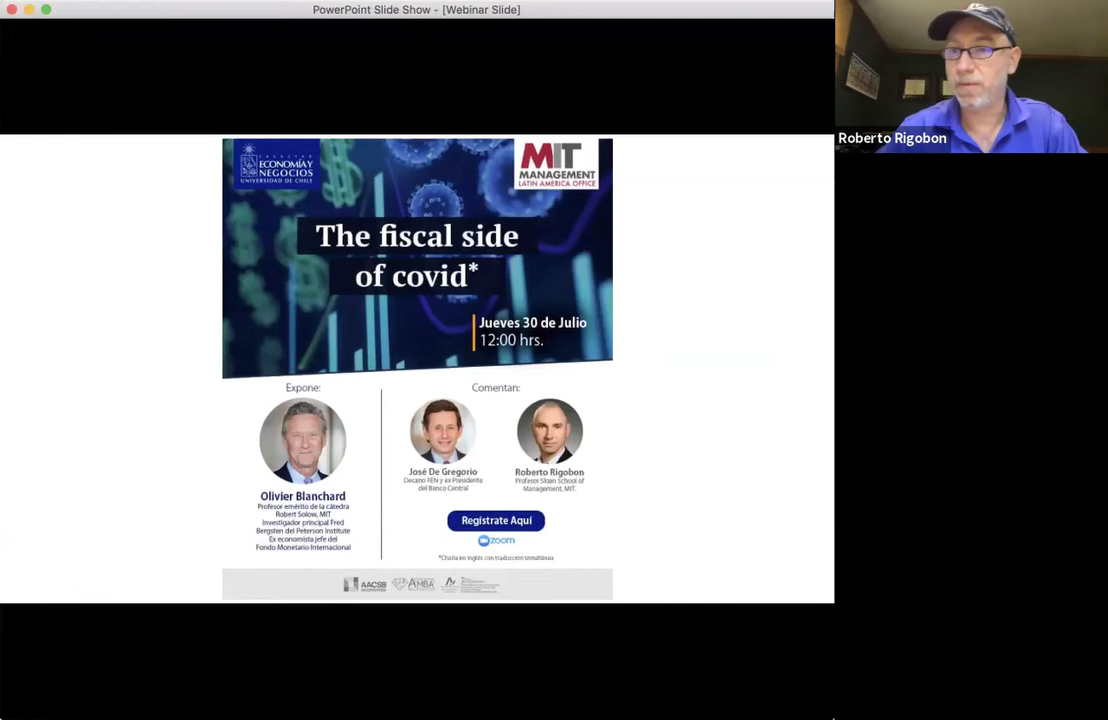 PowerPoint Slide Show - [Webinar Slide]
Roberto Rigobon
FACULTAD
ECONOMÍA Y
NEGOCIOS
UNIVERSIDAD DE CHILE
MIT
MANAGEMENT
LATIN AMERICA OFFICE
The fiscal side
of covid*
Jueves 30 de Julio
12:00 hrs.
Expone:
Olivier Blanchard
Profesor emérito de la cátedra
Robert Solow, MIT
Investigador principal Fred
Bergsten del Peterson Institute
Ex economista jefe del
Fondo Monetario Internacional
Comentan:
José De Gregorio
Decano FEN y ex Presidente
del Banco Central
Roberto Rigobon
Profesor Sloan School of
Management, MIT.
Regístrate Aquí
zoom
*Charla en inglés con traducción simultánea
AACSB
ACCREDITED
AMBA